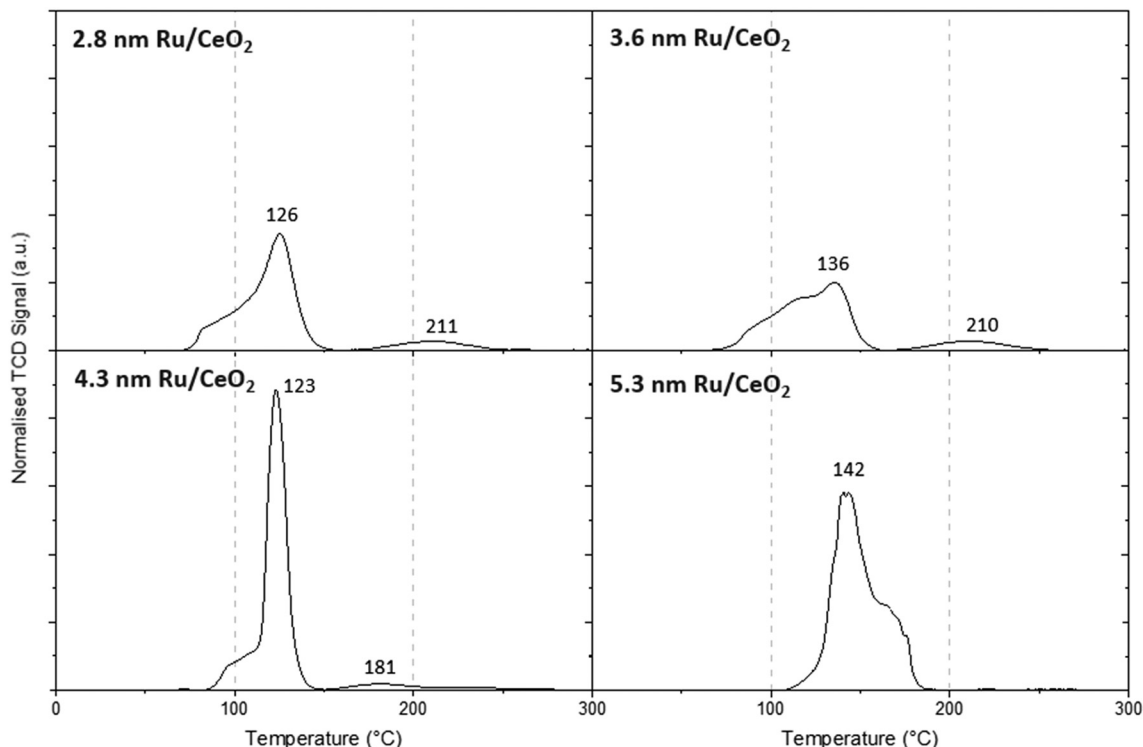 2.8 nm Ru/CeO₂
126
211
3.6 nm Ru/CeO₂
136
210
4.3 nm Ru/CeO₂
123
181
5.3 nm Ru/CeO₂
142
Normalised TCD Signal (a.u.)
0
100
200
300
100
200
300
Temperature (°C)
Temperature (°C)